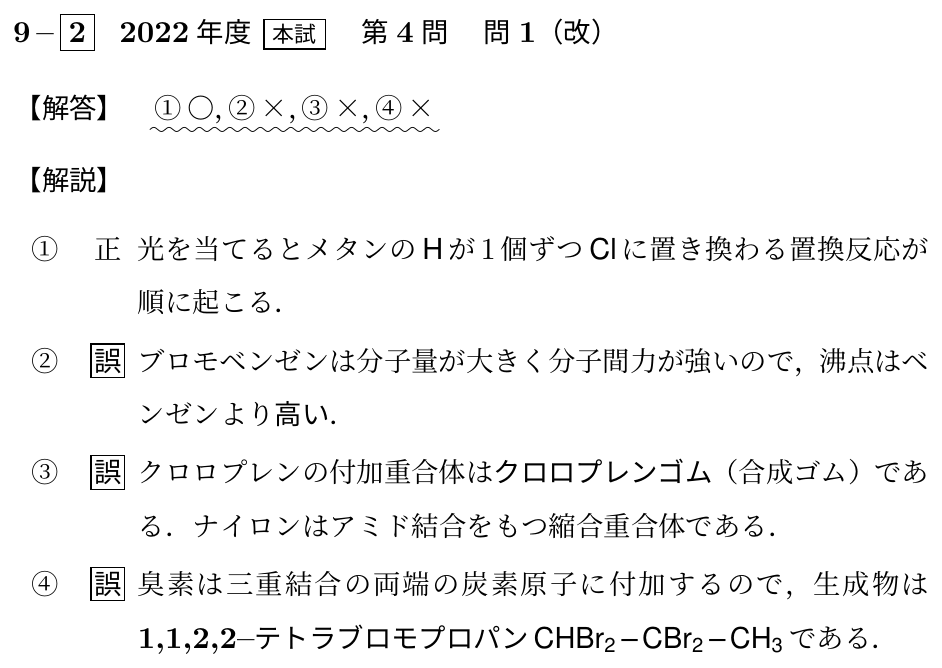 9－2 2022年度 本試 第4問 問1（改）
【解答】 ①○,②×,③×,④×
【解説】
① 正 光を当てるとメタンのHが1個ずつClに置き換わる置換反応が
順に起こる．
② 誤 ブロモベンゼンは分子量が大きく分子間力が強いので，沸点はベ
ンゼンより高い．
③ 誤 クロロプレンの付加重合体はクロロプレンゴム（合成ゴム）であ
る．ナイロンはアミド結合をもつ縮合重合体である．
④ 誤 臭素は三重結合の両端の炭素原子に付加するので，生成物は
1,1,2,2–テトラブロモプロパン CHBr₂－CBr₂－CH₃ である．